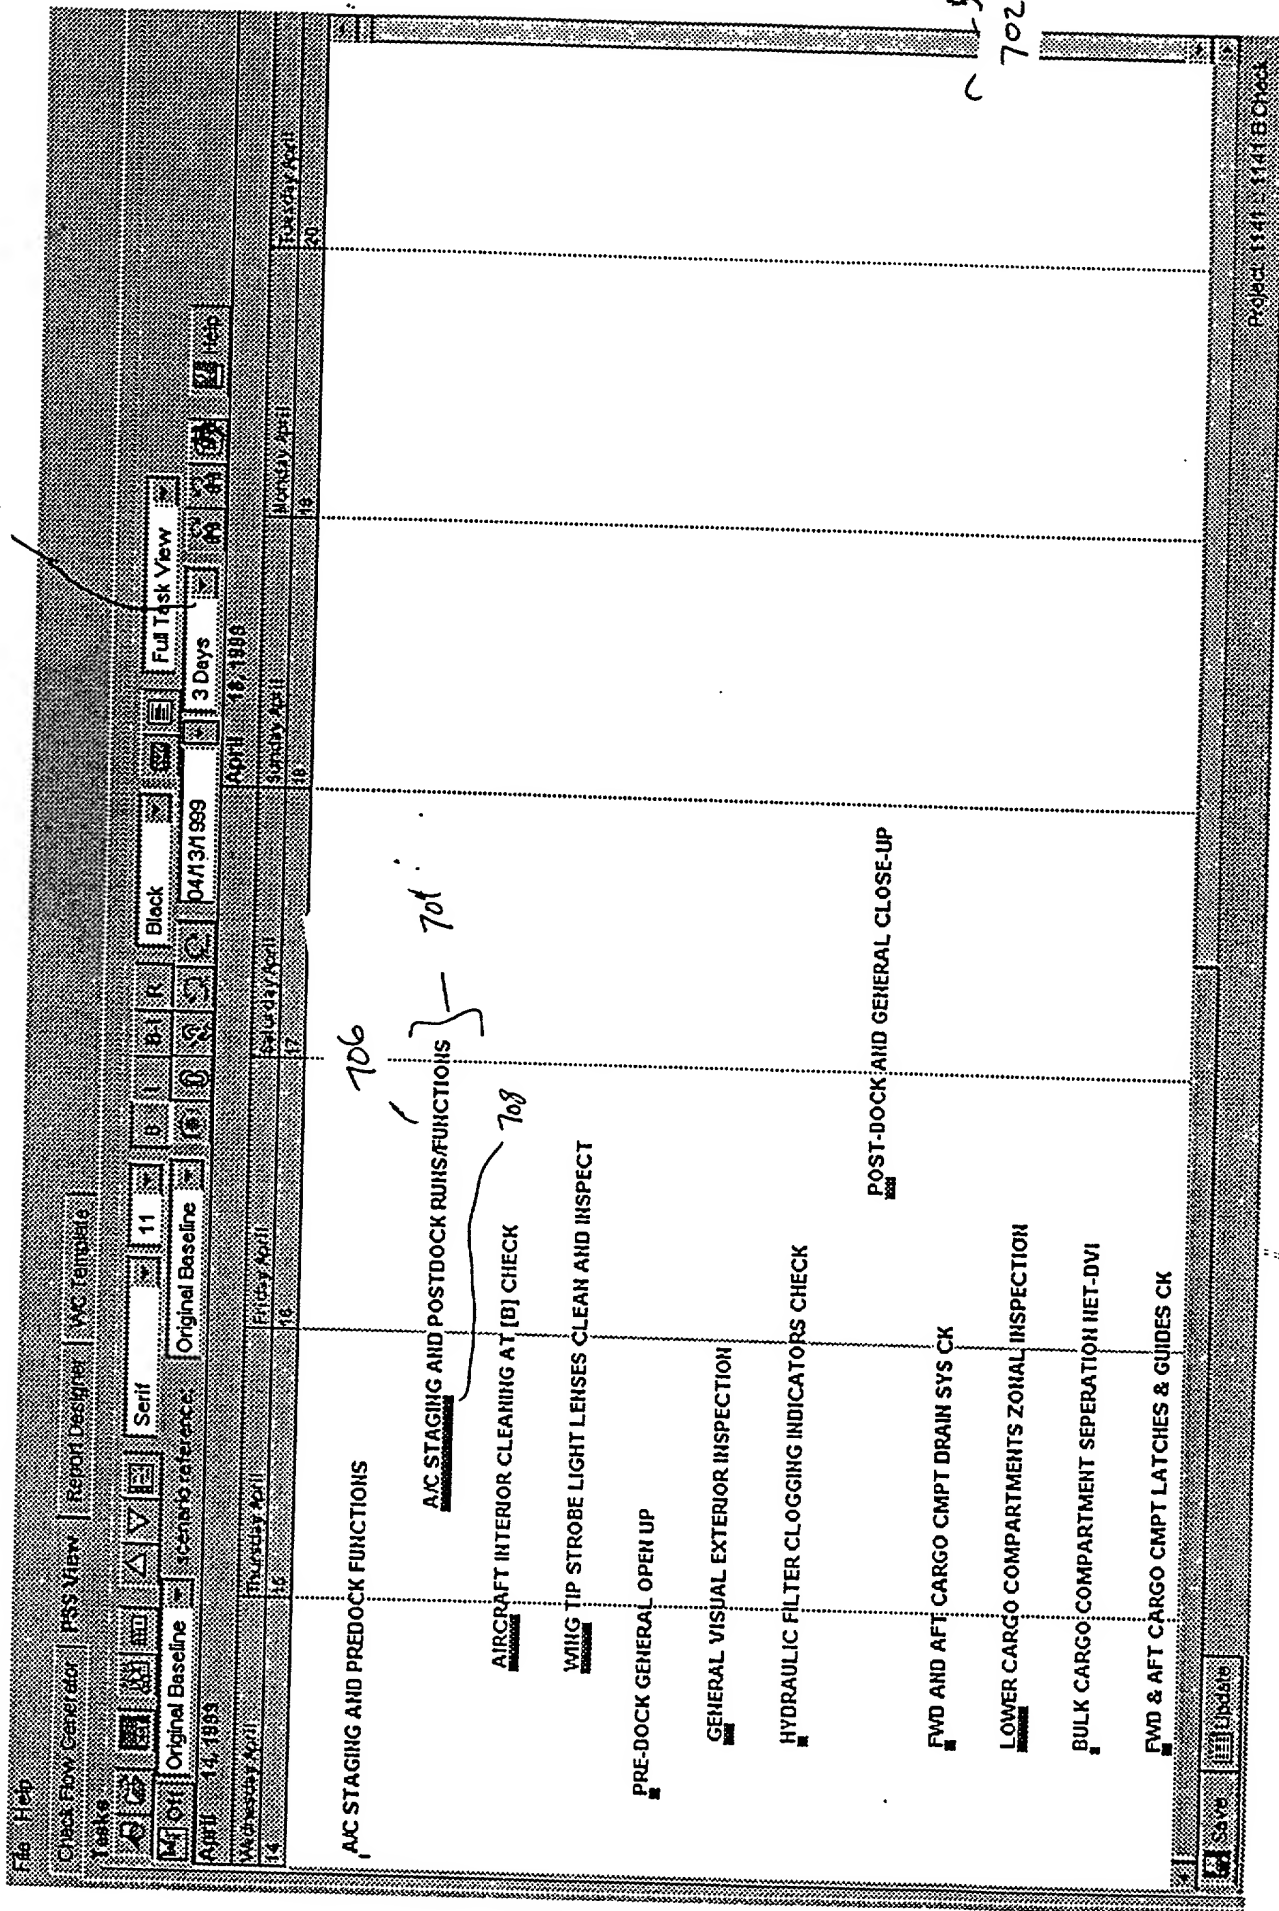 File Help
Check Flow Generator PSS View Report Designer WC Template
Tasks
Serif 11 B I B-I R Black Full Task View
Off Original Baseline scenario reference: Original Baseline 04/13/1999 3 Days Help
April 14, 1999 April 18, 1999
Wednesday April Thursday April Friday April Saturday April Sunday April Monday April Tuesday April
14 15 16 17 18 19 20
A/C STAGING AND PREDOCK FUNCTIONS
706
A/C STAGING AND POSTDOCK RUNS/FUNCTIONS
704
708
AIRCRAFT INTERIOR CLEANING AT [B] CHECK
WING TIP STROBE LIGHT LENSES CLEAN AND INSPECT
PRE-DOCK GENERAL OPEN UP
GENERAL VISUAL EXTERIOR INSPECTION
HYDRAULIC FILTER CLOGGING INDICATORS CHECK
POST-DOCK AND GENERAL CLOSE-UP
FWD AND AFT CARGO CMPT DRAIN SYS CK
702
LOWER CARGO COMPARTMENTS ZONAL INSPECTION
BULK CARGO COMPARTMENT SEPERATION NET-DVI
FWD & AFT CARGO CMPT LATCHES & GUIDES CK
Save Update
Project: 1141-L 1141 B Check